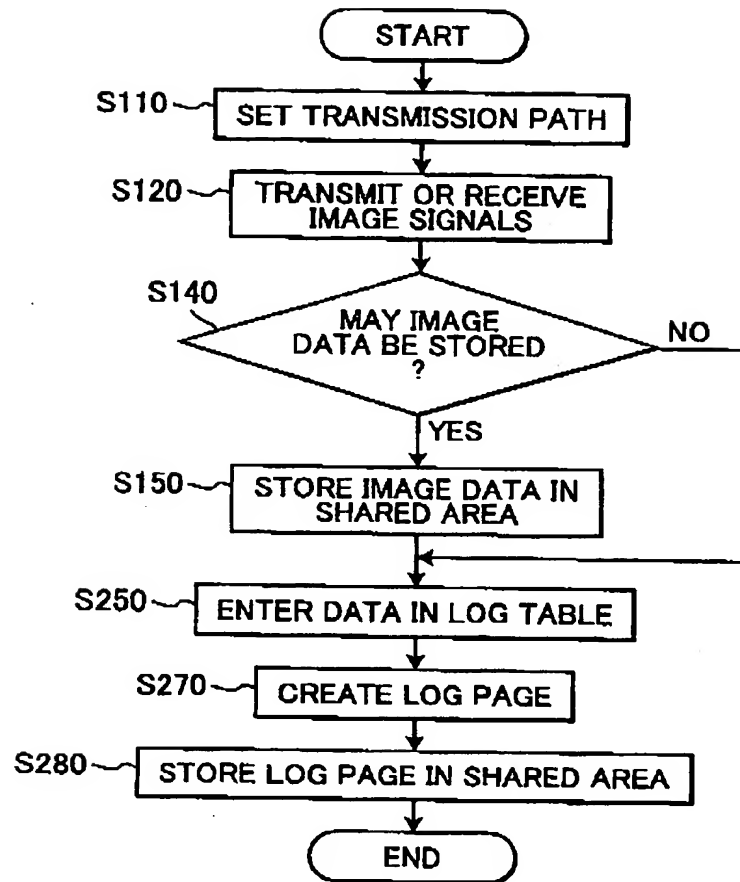 START
S110
SET TRANSMISSION PATH
S120
TRANSMIT OR RECEIVE
IMAGE SIGNALS
S140
MAY IMAGE
DATA BE STORED
?
NO
YES
S150
STORE IMAGE DATA IN
SHARED AREA
S250
ENTER DATA IN LOG TABLE
S270
CREATE LOG PAGE
S280
STORE LOG PAGE IN SHARED AREA
END